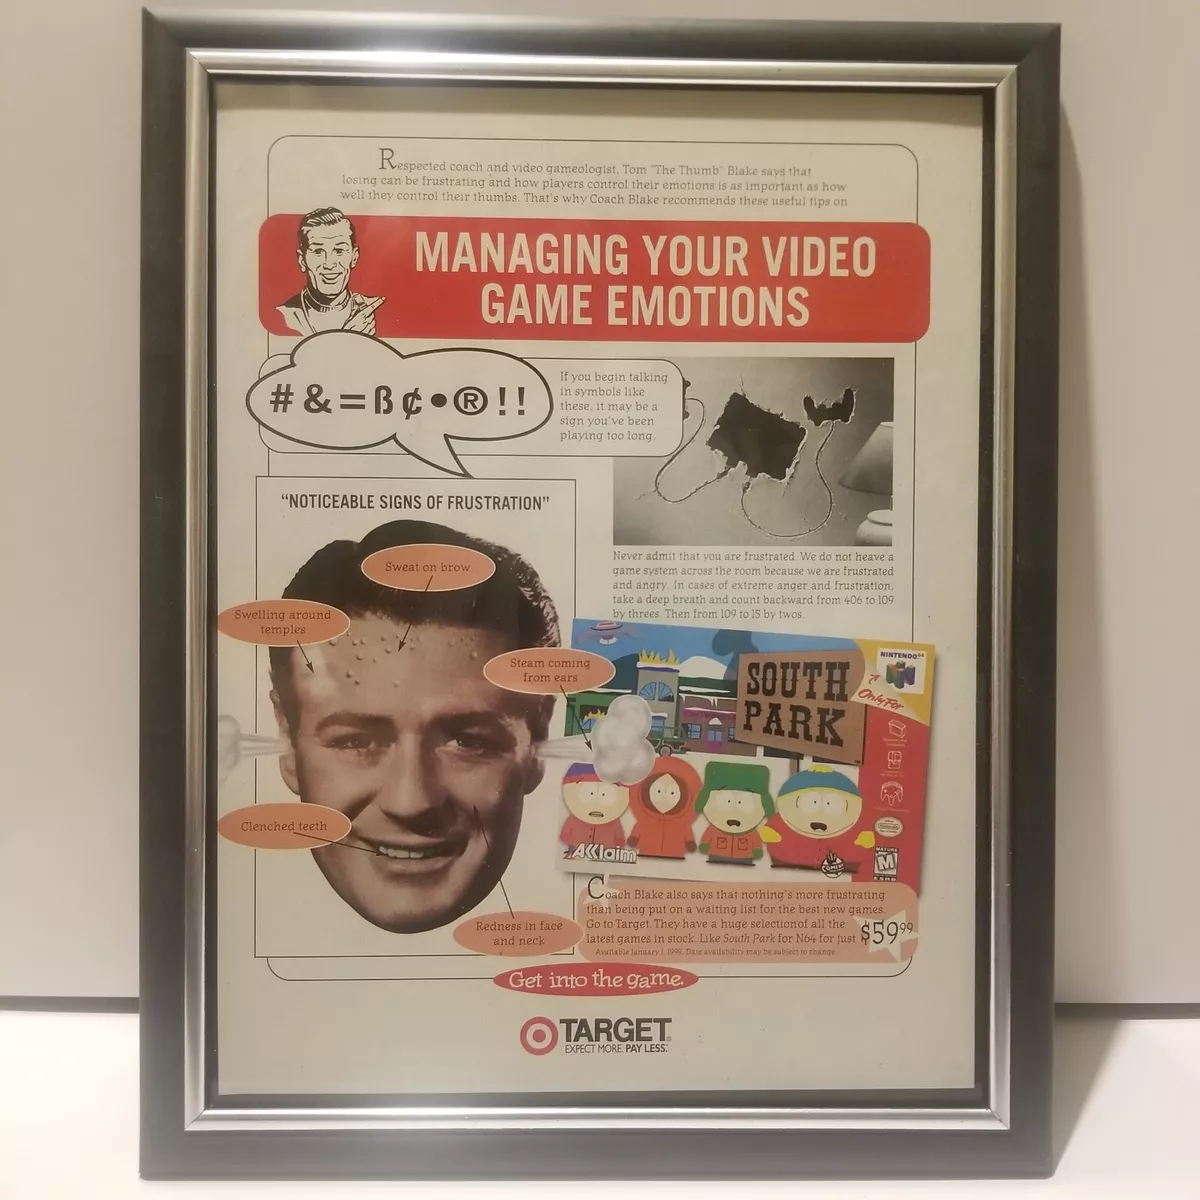 Respected coach and video gameologist, Tom "The Thumb" Blake says that
losing can be frustrating and how players control their emotions is as important as how
well they control their thumbs. That's why Coach Blake recommends these useful tips on
MANAGING YOUR VIDEO
GAME EMOTIONS
#&=ß¢•®!!
If you begin talking
in symbols like
these, it may be a
sign you've been
playing too long.
"NOTICEABLE SIGNS OF FRUSTRATION"
Sweat on brow
Swelling around
temples
Steam coming
from ears
Clenched teeth
Redness in face
and neck
Never admit that you are frustrated. We do not heave a
game system across the room because we are frustrated
and angry. In cases of extreme anger and frustration,
take a deep breath and count backward from 406 to 109
by threes. Then from 109 to 15 by twos.
SOUTH
PARK
NINTENDO 64
Only For
AKlaim
MATURE
M
ESRB
Coach Blake also says that nothing's more frustrating
than being put on a waiting list for the best new games.
Go to Target. They have a huge selectionof all the
latest games in stock. Like South Park for N64 for just $59 99
Available January 1, 1999. Date availability may be subject to change.
Get into the game.
TARGET®
EXPECT MORE. PAY LESS.